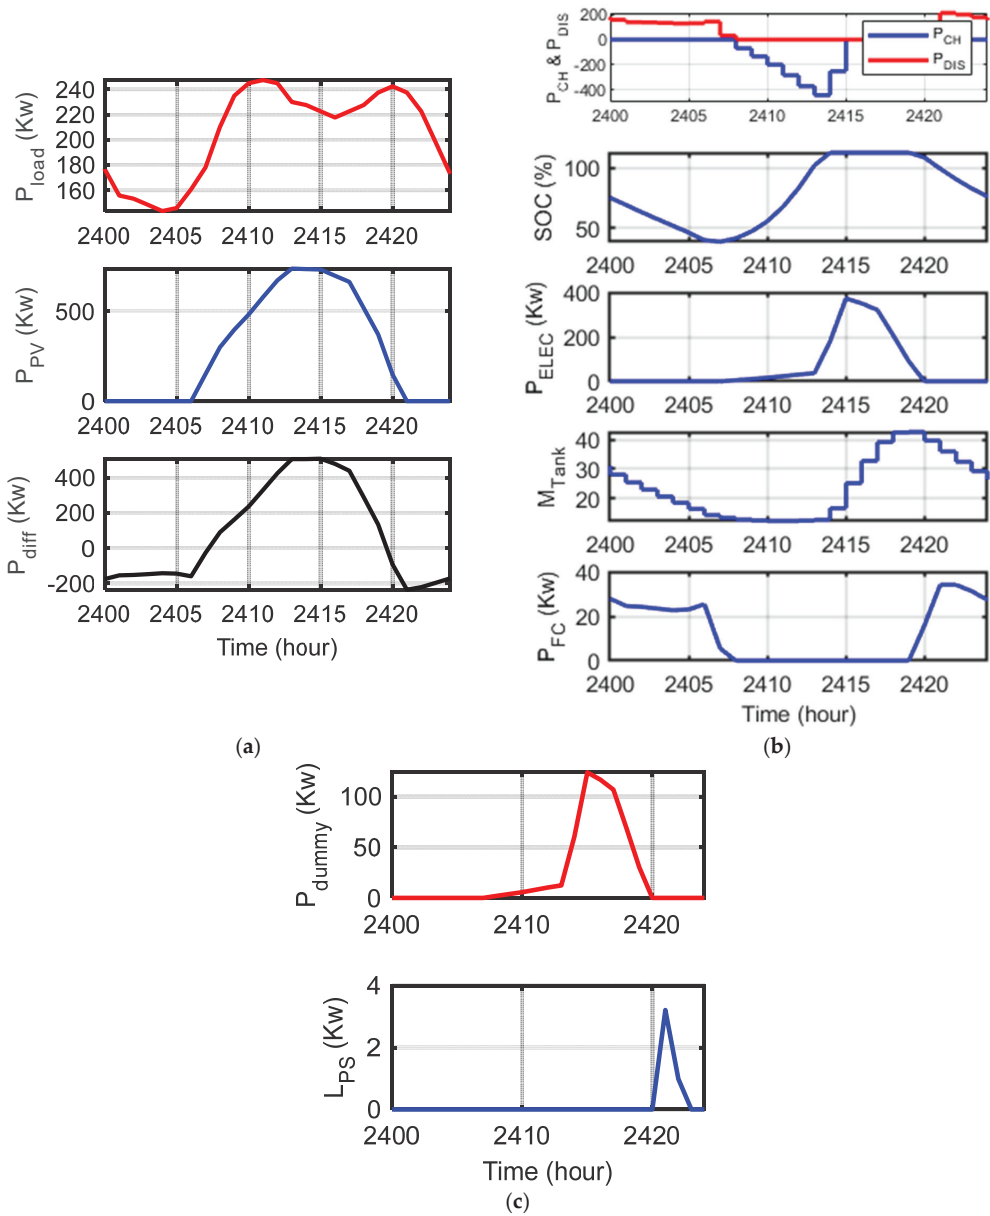 P_load (Kw)
240
220
200
180
160
2400 2405 2410 2415 2420
P_PV (Kw)
500
0
2400 2405 2410 2415 2420
P_diff (Kw)
400
200
0
-200
2400 2405 2410 2415 2420
Time (hour)
(a)
P_CH & P_DIS
200
0
-200
-400
P_CH
P_DIS
2400 2405 2410 2415 2420
SOC (%)
100
50
2400 2405 2410 2415 2420
P_ELEC (Kw)
400
200
0
2400 2405 2410 2415 2420
M_Tank
40
30
20
2400 2405 2410 2415 2420
P_FC (Kw)
40
20
0
2400 2405 2410 2415 2420
Time (hour)
(b)
P_dummy (Kw)
100
50
0
2400 2410 2420
L_PS (Kw)
4
2
0
2400 2410 2420
Time (hour)
(c)